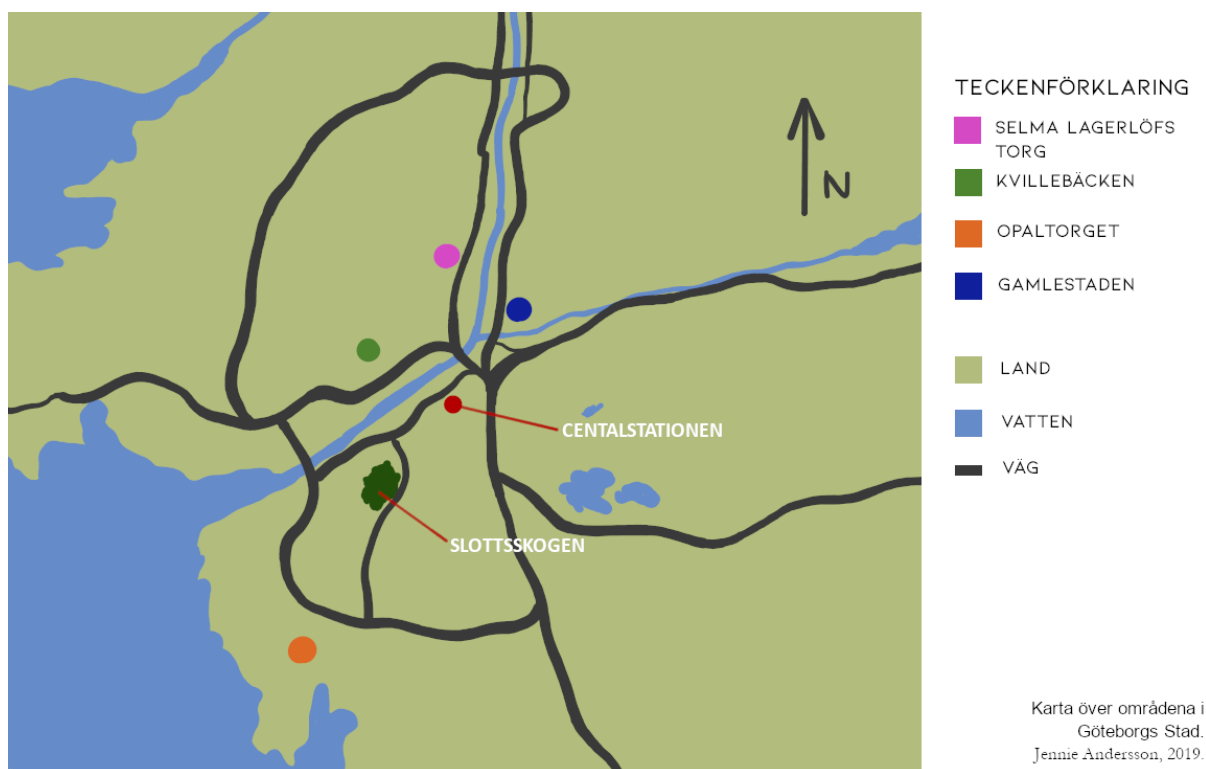 N
CENTALSTATIONEN
SLOTTSSKOGEN
TECKENFÖRKLARING
SELMA LAGERLÖFS
TORG
KVILLEBÄCKEN
OPALTORGET
GAMLESTADEN
LAND
VATTEN
VÄG
Karta över områdena i
Göteborgs Stad.
Jennie Andersson, 2019.